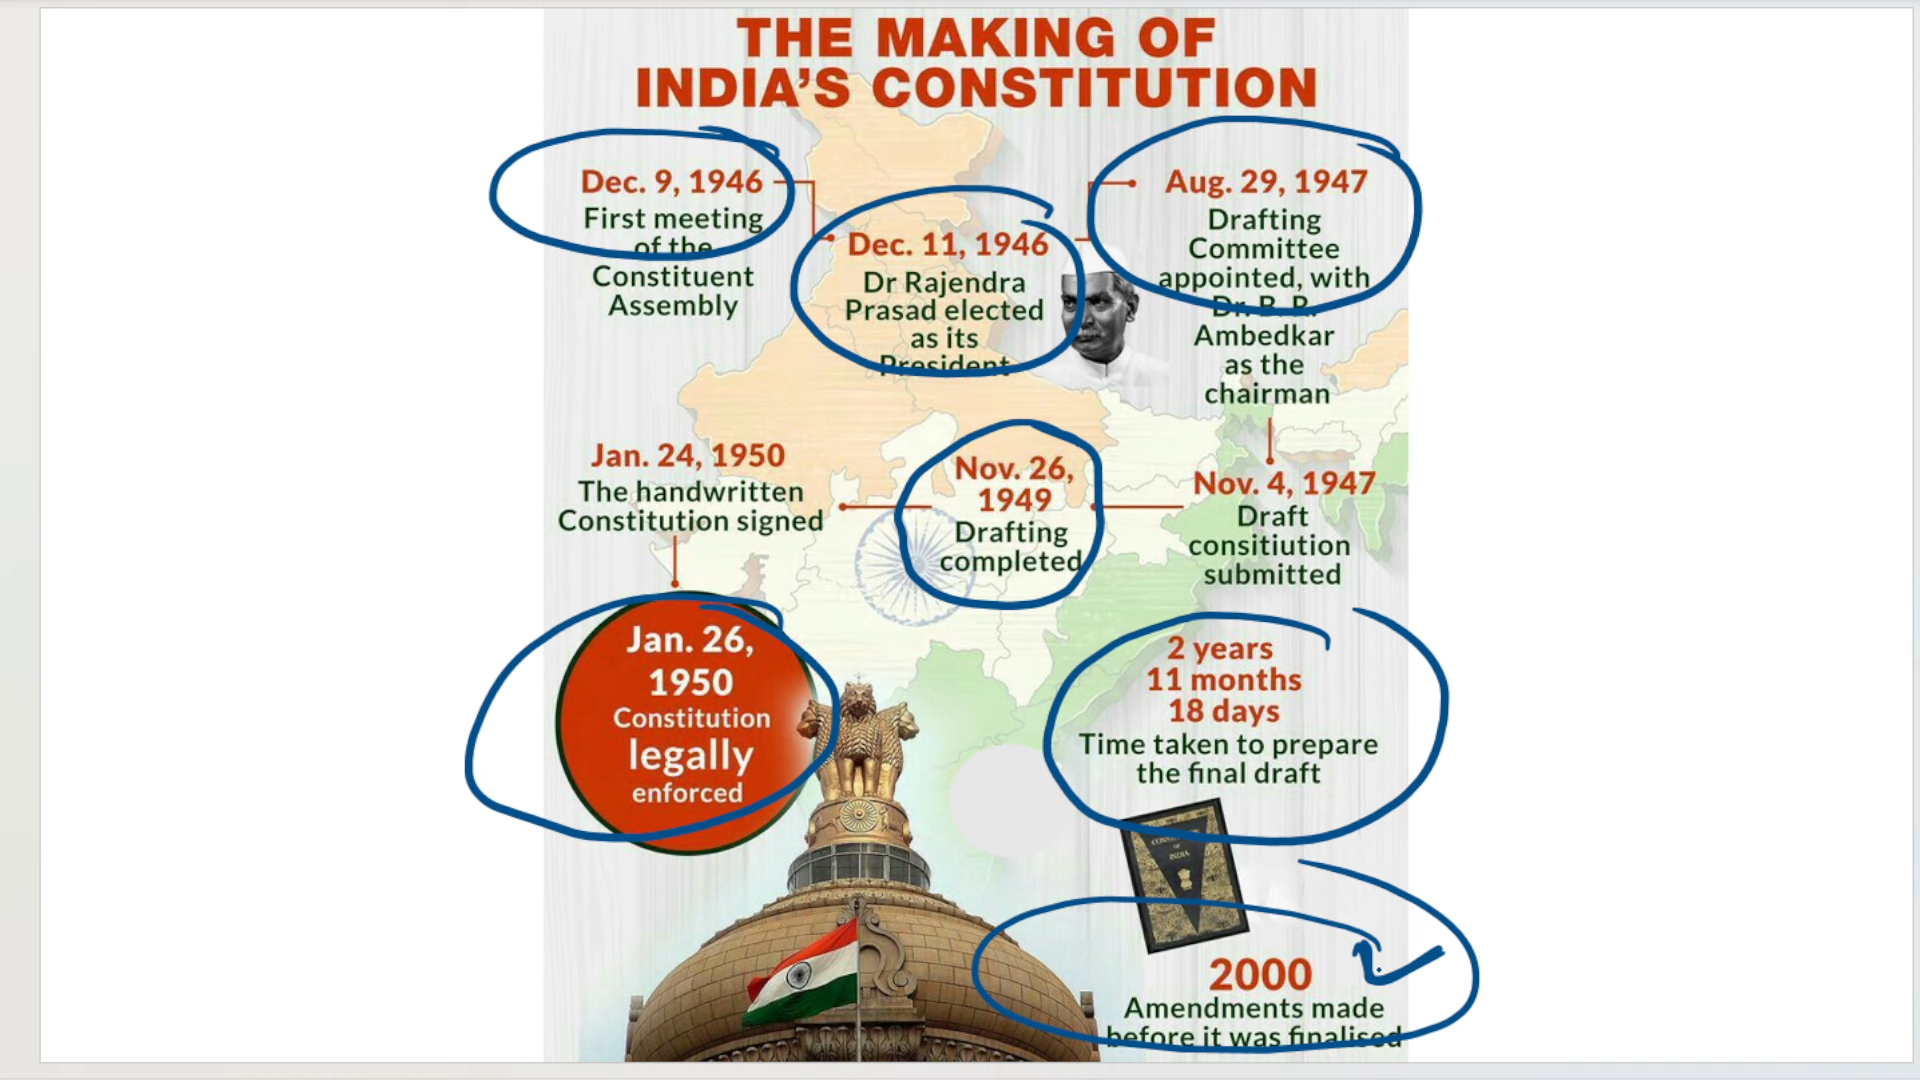 THE MAKING OF
INDIA'S CONSTITUTION
Dec. 9, 1946
First meeting
of the
Constituent
Assembly
Dec. 11, 1946
Dr Rajendra
Prasad elected
as its
President
Aug. 29, 1947
Drafting
Committee
appointed, with
Dr. B. R.
Ambedkar
as the
chairman
Nov. 4, 1947
Draft
consitiution
submitted
Nov. 26,
1949
Drafting
completed
Jan. 24, 1950
The handwritten
Constitution signed
Jan. 26,
1950
Constitution
legally
enforced
2 years
11 months
18 days
Time taken to prepare
the final draft
OF
INDIA
2000
Amendments made
before it was finalised